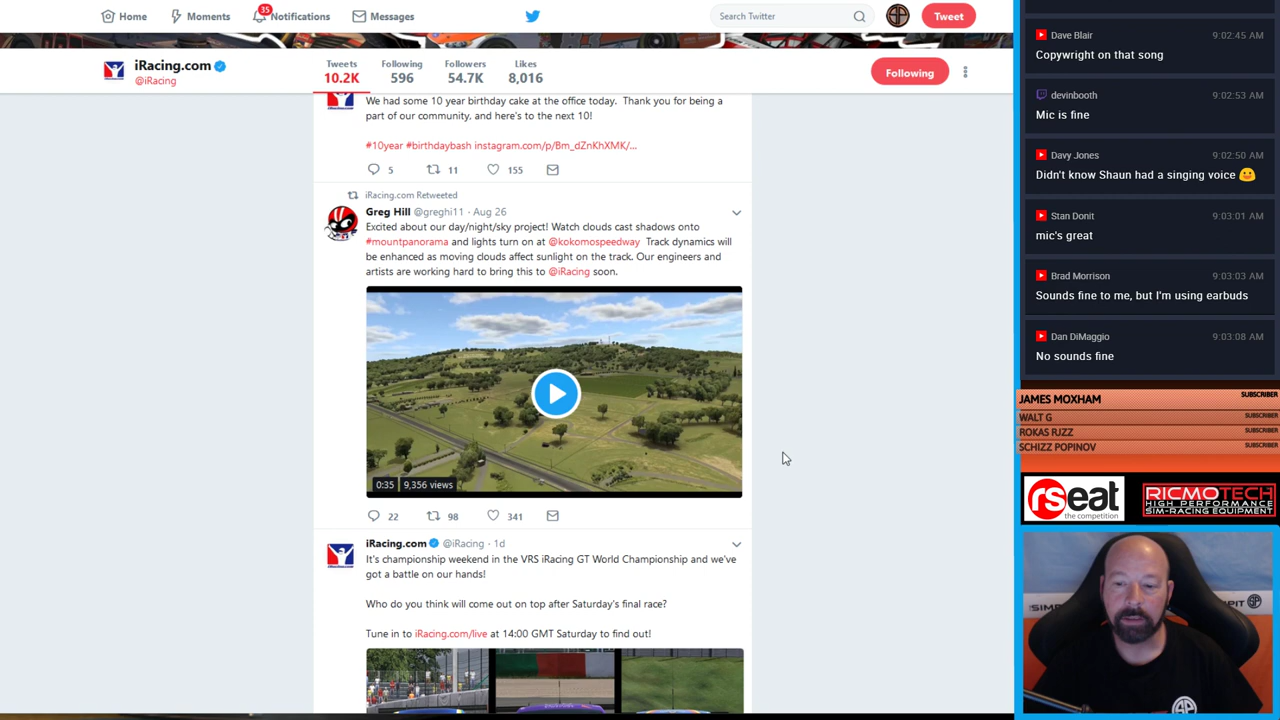 Home
Moments
35
Notifications
Messages
Search Twitter
Tweet
iRacing.com
@iRacing
Tweets
10.2K
Following
596
Followers
54.7K
Likes
8,016
Following
We had some 10 year birthday cake at the office today. Thank you for being a
part of our community, and here's to the next 10!
#10year #birthdaybash instagram.com/p/Bm_dZnKhXMK/...
5
11
155
iRacing.com Retweeted
Greg Hill @greghi11 · Aug 26
Excited about our day/night/sky project! Watch clouds cast shadows onto
#mountpanorama and lights turn on at @kokomospeedway Track dynamics will
be enhanced as moving clouds affect sunlight on the track. Our engineers and
artists are working hard to bring this to @iRacing soon.
0:35
9,356 views
22
98
341
iRacing.com @iRacing · 1d
It's championship weekend in the VRS iRacing GT World Championship and we've
got a battle on our hands!
Who do you think will come out on top after Saturday's final race?
Tune in to iRacing.com/live at 14:00 GMT Saturday to find out!
Dave Blair 9:02:45 AM
Copywright on that song
devinbooth 9:02:53 AM
Mic is fine
Davy Jones 9:02:50 AM
Didn't know Shaun had a singing voice 😀
Stan Donit 9:03:01 AM
mic's great
Brad Morrison 9:03:03 AM
Sounds fine to me, but I'm using earbuds
Dan DiMaggio 9:03:08 AM
No sounds fine
JAMES MOXHAM SUBSCRIBER
WALT G SUBSCRIBER
ROKAS RJZZ SUBSCRIBER
SCHIZZ POPINOV SUBSCRIBER
rseat
the competition
RICMOTECH
HIGH PERFORMANCE
SIM-RACING EQUIPMENT